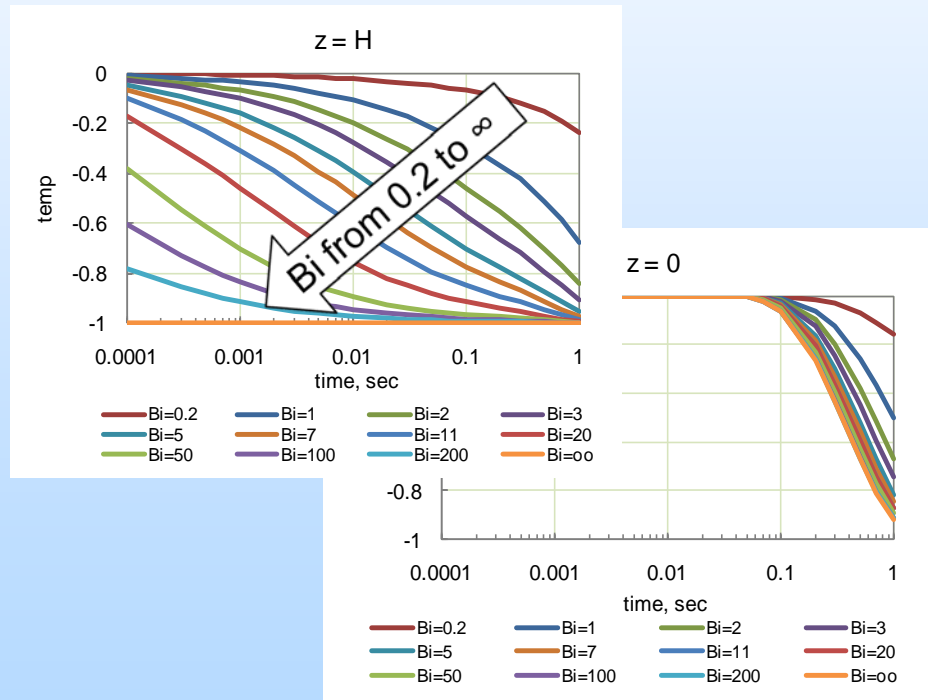 z = H
0
-0.2
-0.4
-0.6
-0.8
-1
temp
Bi from 0.2 to ∞
0.0001 0.001 0.01 0.1 1
time, sec
Bi=0.2 Bi=1 Bi=2 Bi=3
Bi=5 Bi=7 Bi=11 Bi=20
Bi=50 Bi=100 Bi=200 Bi=oo
z = 0
-0.8
-1
0.0001 0.001 0.01 0.1 1
time, sec
Bi=0.2 Bi=1 Bi=2 Bi=3
Bi=5 Bi=7 Bi=11 Bi=20
Bi=50 Bi=100 Bi=200 Bi=oo